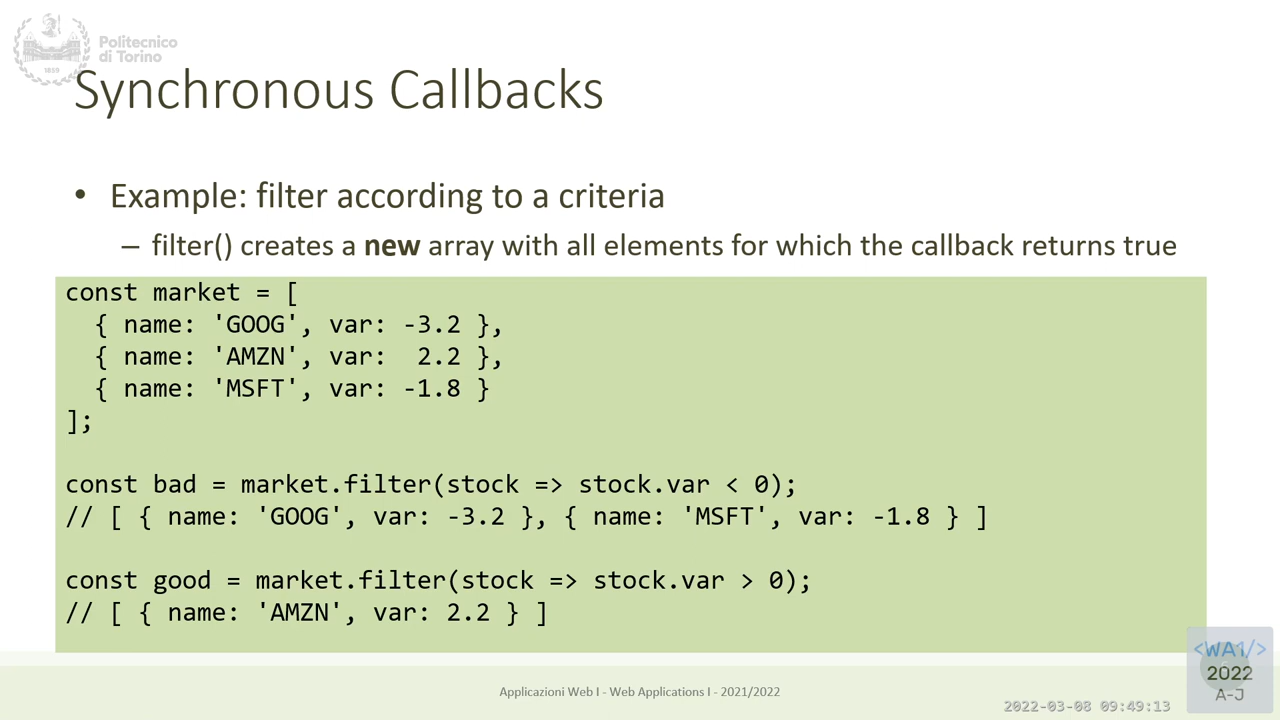 Politecnico
di Torino
1859
Synchronous Callbacks
• Example: filter according to a criteria
– filter() creates a new array with all elements for which the callback returns true
const market = [
  { name: 'GOOG', var: -3.2 },
  { name: 'AMZN', var:  2.2 },
  { name: 'MSFT', var: -1.8 }
];
const bad = market.filter(stock => stock.var < 0);
// [ { name: 'GOOG', var: -3.2 }, { name: 'MSFT', var: -1.8 } ]
const good = market.filter(stock => stock.var > 0);
// [ { name: 'AMZN', var: 2.2 } ]
Applicazioni Web I - Web Applications I - 2021/2022
2022-03-08 09:49:13
<WA1/>
2022
A-J